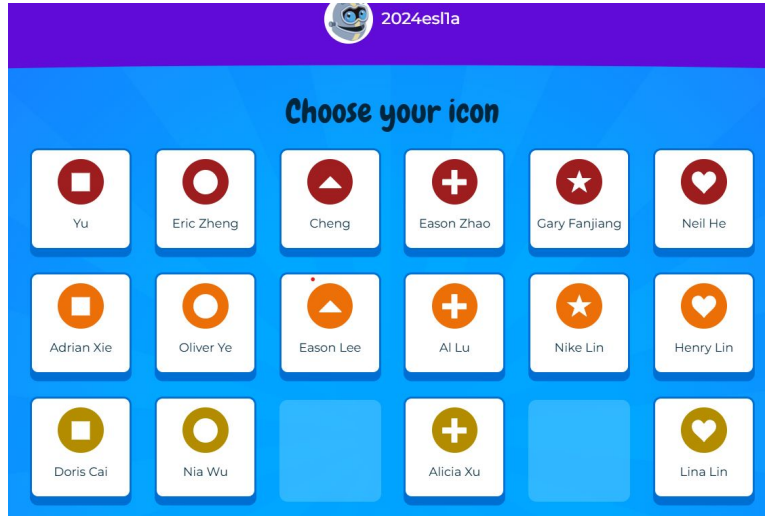 2024esl1a
Choose your icon
Yu
Eric Zheng
Cheng
Eason Zhao
Gary Fanjiang
Neil He
Adrian Xie
Oliver Ye
Eason Lee
Al Lu
Nike Lin
Henry Lin
Doris Cai
Nia Wu
Alicia Xu
Lina Lin